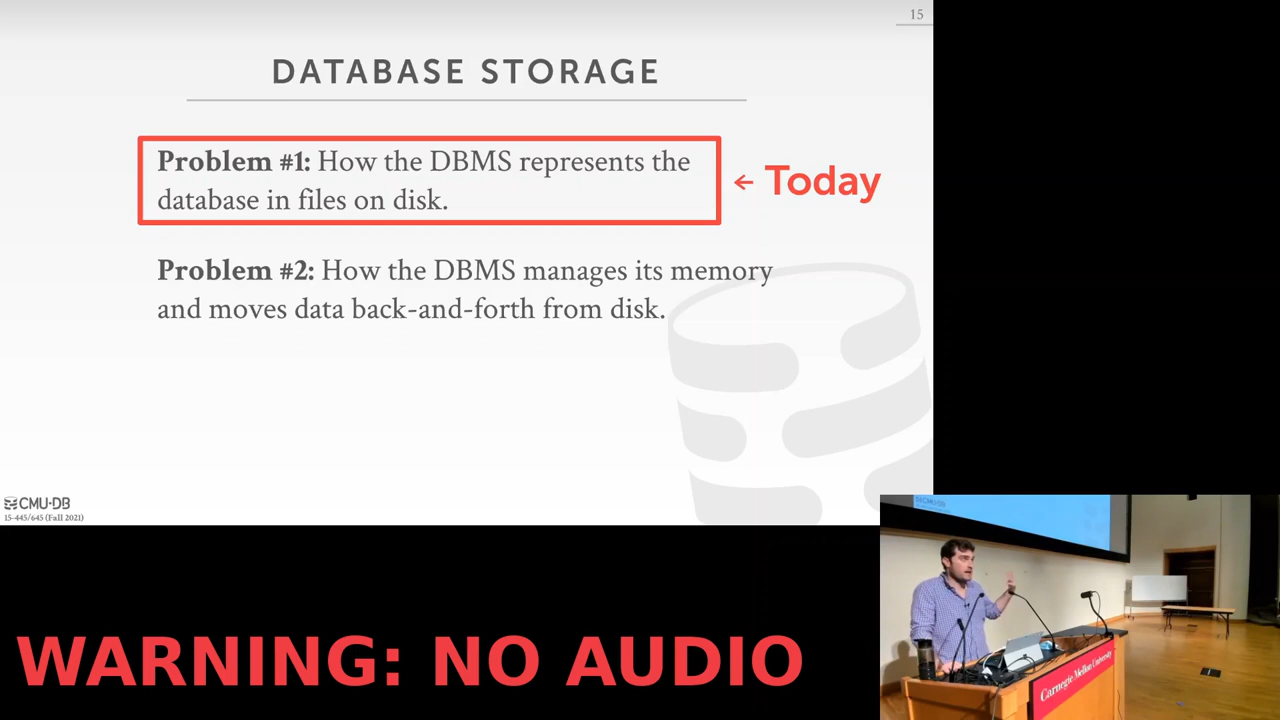 15
DATABASE STORAGE
Problem #1: How the DBMS represents the
database in files on disk.
← Today
Problem #2: How the DBMS manages its memory
and moves data back-and-forth from disk.
CMU·DB
15-445/645 (Fall 2021)
WARNING: NO AUDIO
CMU·DB
Carnegie Mellon University